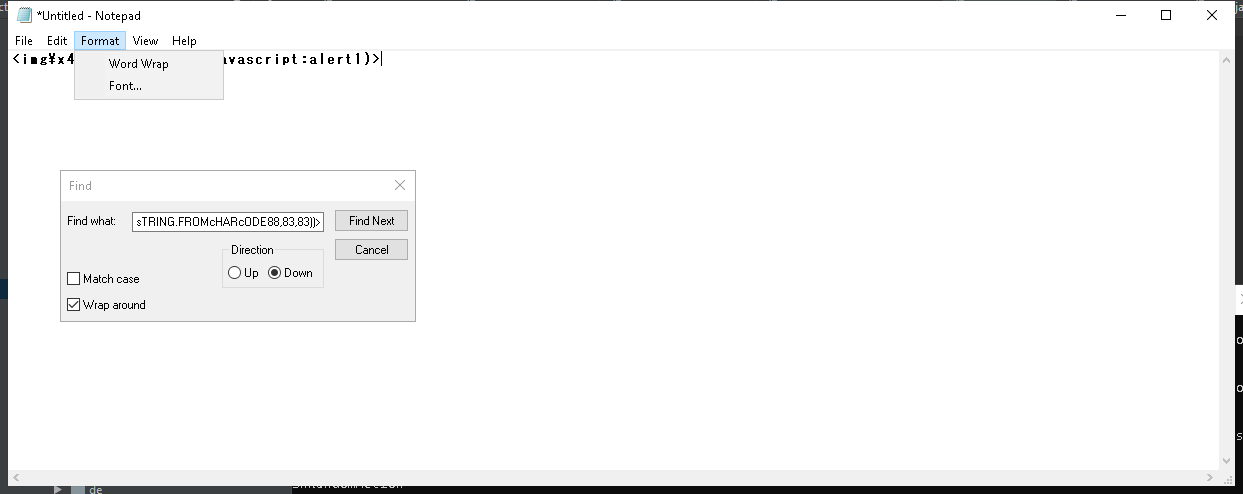 *Untitled - Notepad
File Edit Format View Help
<img¥x4
avascript:alert1)>
Word Wrap
Font...
Find
Find what:
sTRING.FROMcHARcODE88,83,83))>
Find Next
Cancel
Direction
Up Down
Match case
Wrap around
de